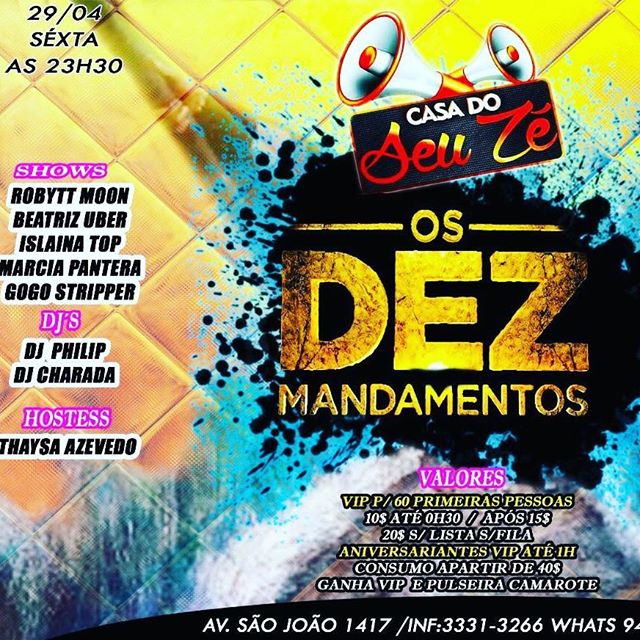 29/04
SÉXTA
AS 23H30
CASA DO
Seu Zé
SHOWS
ROBYTT MOON
BEATRIZ UBER
ISLAINA TOP
MARCIA PANTERA
GOGO STRIPPER
DJ´S
DJ PHILIP
DJ CHARADA
HOSTESS
THAYSA AZEVEDO
OS
DEZ
MANDAMENTOS
VALORES
VIP P/ 60 PRIMEIRAS PESSOAS
10$ ATÉ 0H30 / APÓS 15$
20$ S/ LISTA S/FILA
ANIVERSARIANTES VIP ATÉ 1H
CONSUMO APARTIR DE 40$
GANHA VIP E PULSEIRA CAMAROTE
AV. SÃO JOÃO 1417 /INF:3331-3266 WHATS 94